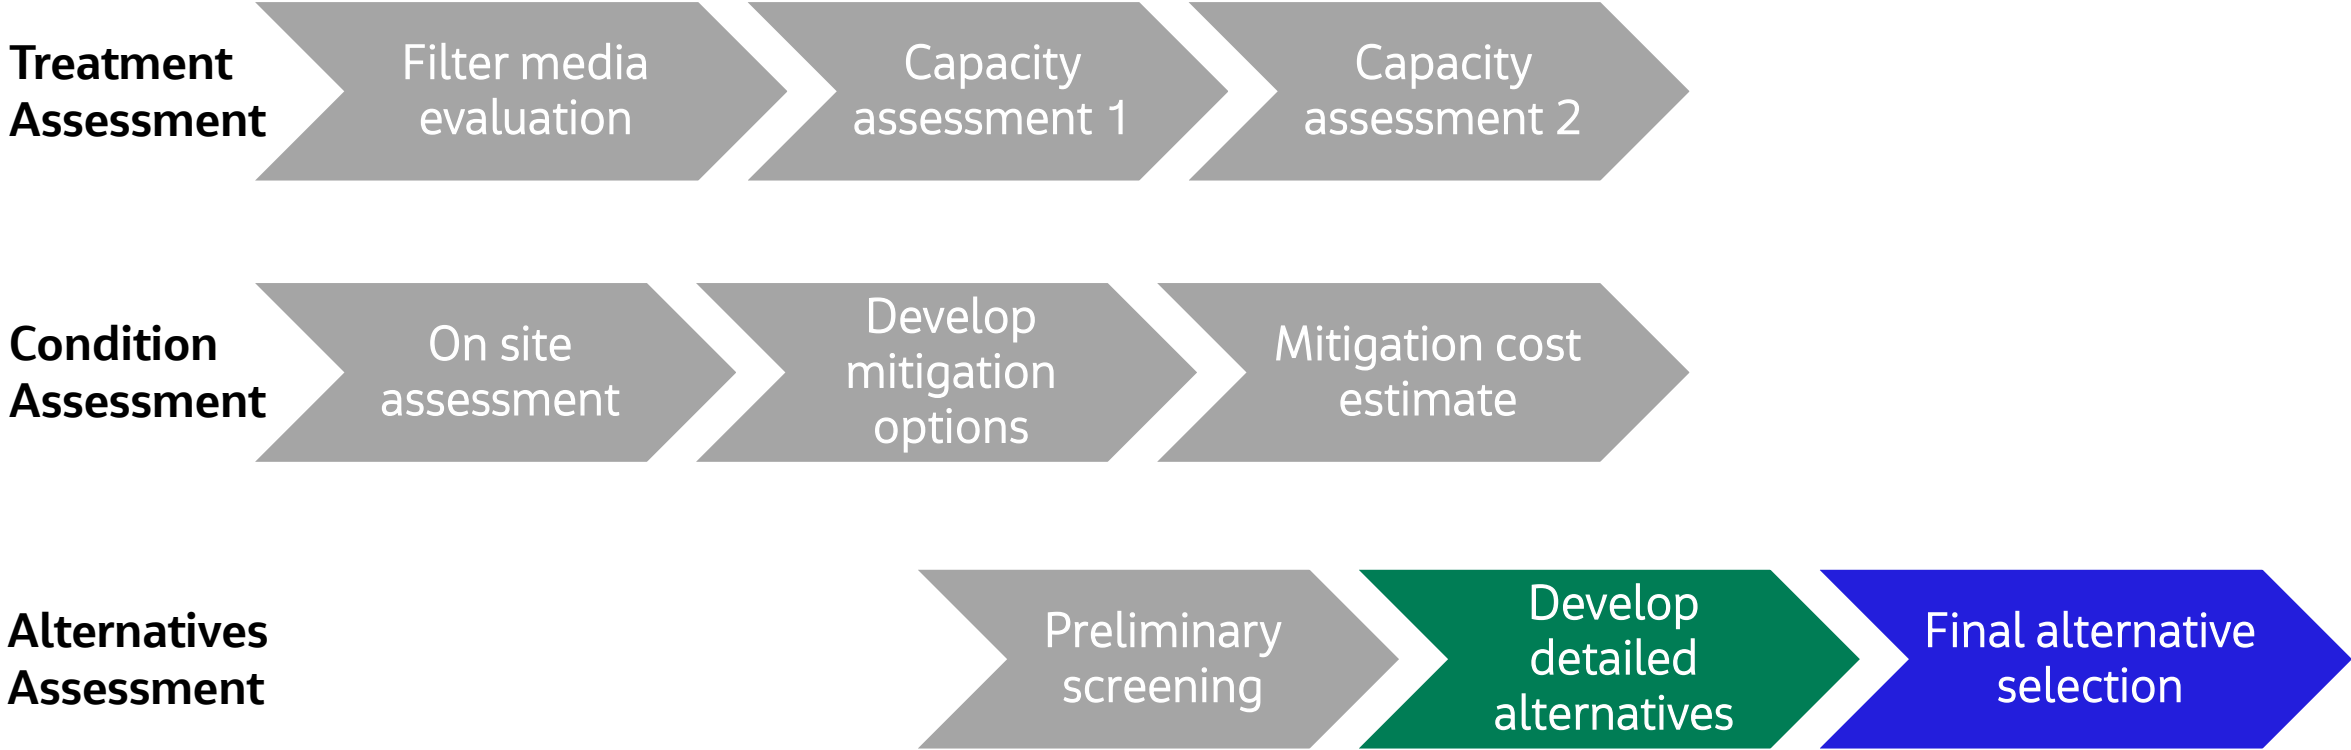 Treatment
Assessment
Filter media
evaluation
Capacity
assessment 1
Capacity
assessment 2
Condition
Assessment
On site
assessment
Develop
mitigation
options
Mitigation cost
estimate
Alternatives
Assessment
Preliminary
screening
Develop
detailed
alternatives
Final alternative
selection